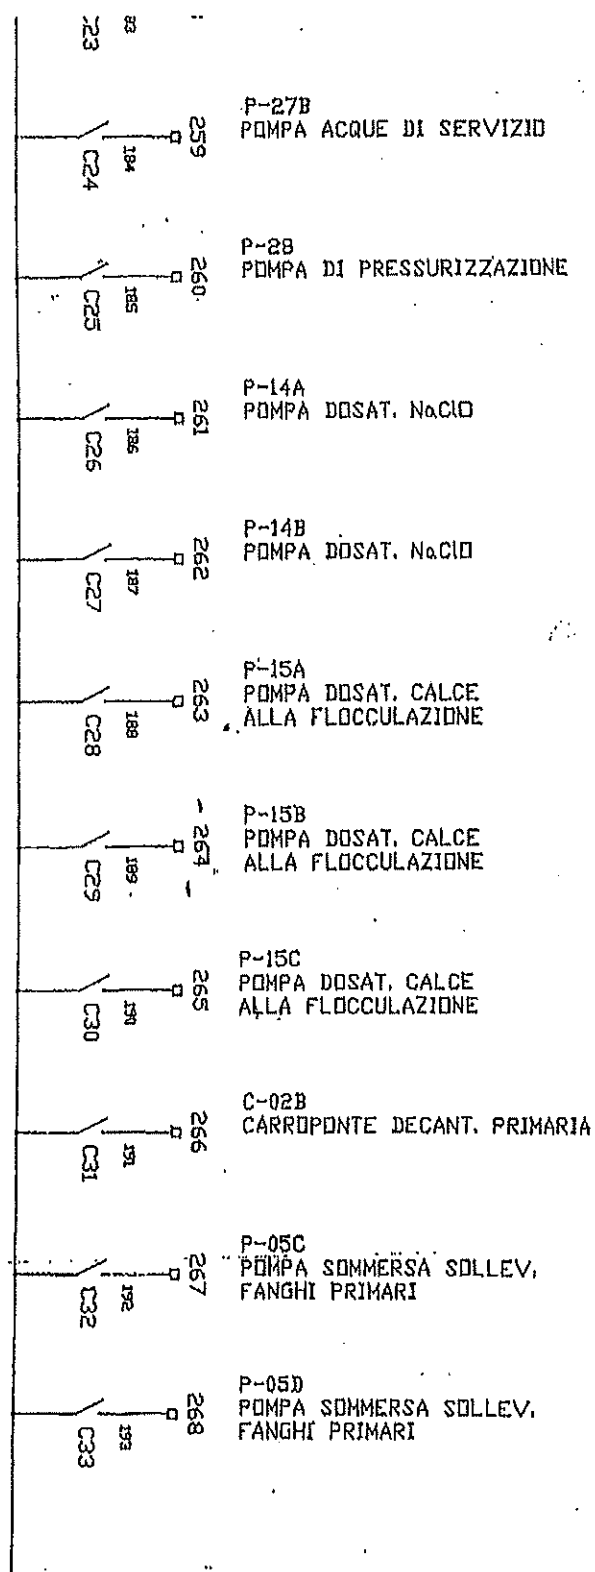 C23
P-27B
POMPA ACQUE DI SERVIZIO
259
184
C24
P-28
POMPA DI PRESSURIZZAZIONE
260
185
C25
P-14A
POMPA DOSAT. NaClO
261
186
C26
P-14B
POMPA DOSAT. NaClO
262
187
C27
P-15A
POMPA DOSAT. CALCE
ALLA FLOCCULAZIONE
263
188
C28
P-15B
POMPA DOSAT. CALCE
ALLA FLOCCULAZIONE
264
189
C29
P-15C
POMPA DOSAT. CALCE
ALLA FLOCCULAZIONE
265
190
C30
C-02B
CARROPONTE DECANT. PRIMARIA
266
191
C31
P-05C
POMPA SOMMERSA SOLLEV.
FANGHI PRIMARI
267
192
C32
P-05D
POMPA SOMMERSA SOLLEV.
FANGHI PRIMARI
268
193
C33